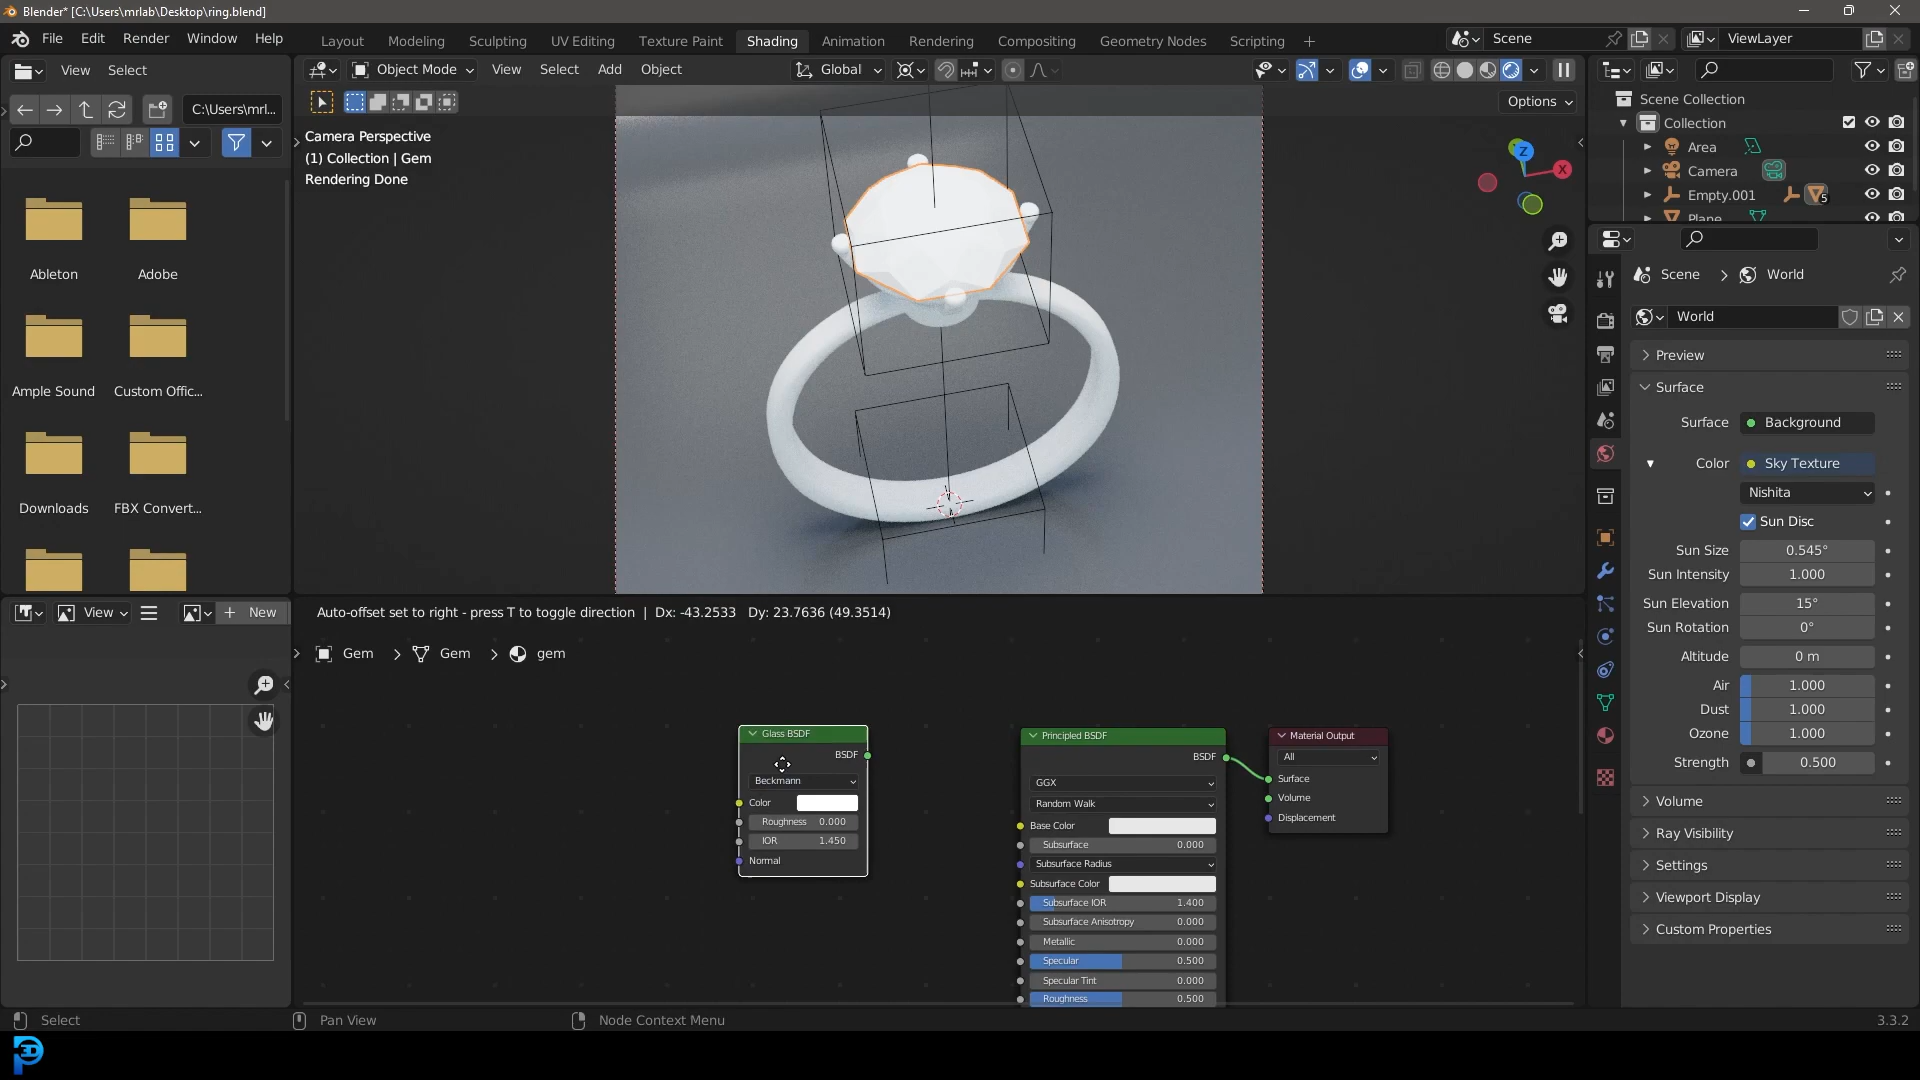 Blender* [C:\Users\mrlab\Desktop\ring.blend]
File Edit Render Window Help
Layout Modeling Sculpting UV Editing Texture Paint Shading Animation Rendering Compositing Geometry Nodes Scripting
Scene
ViewLayer
View Select
Object Mode
View Select Add Object
Global
C:\Users\mrl...
Options
Camera Perspective
(1) Collection | Gem
Rendering Done
Z
X
Scene Collection
Collection
Area
Camera
Empty.001
5
Plane
Ableton
Adobe
Ample Sound
Custom Offic...
Downloads
FBX Convert...
Scene > World
World
Preview
Surface
Surface Background
Color Sky Texture
Nishita
Sun Disc
Sun Size 0.545°
Sun Intensity 1.000
Sun Elevation 15°
Sun Rotation 0°
Altitude 0 m
Air 1.000
Dust 1.000
Ozone 1.000
Strength 0.500
Volume
Ray Visibility
Settings
Viewport Display
Custom Properties
View
New
Auto-offset set to right - press T to toggle direction | Dx: -43.2533 Dy: 23.7636 (49.3514)
Gem > Gem > gem
Glass BSDF
BSDF
Beckmann
Color
Roughness 0.000
IOR 1.450
Normal
Principled BSDF
BSDF
GGX
Random Walk
Base Color
Subsurface 0.000
Subsurface Radius
Subsurface Color
Subsurface IOR 1.400
Subsurface Anisotropy 0.000
Metallic 0.000
Specular 0.500
Specular Tint 0.000
Roughness 0.500
Material Output
All
Surface
Volume
Displacement
Select
Pan View
Node Context Menu
3.3.2
P3D